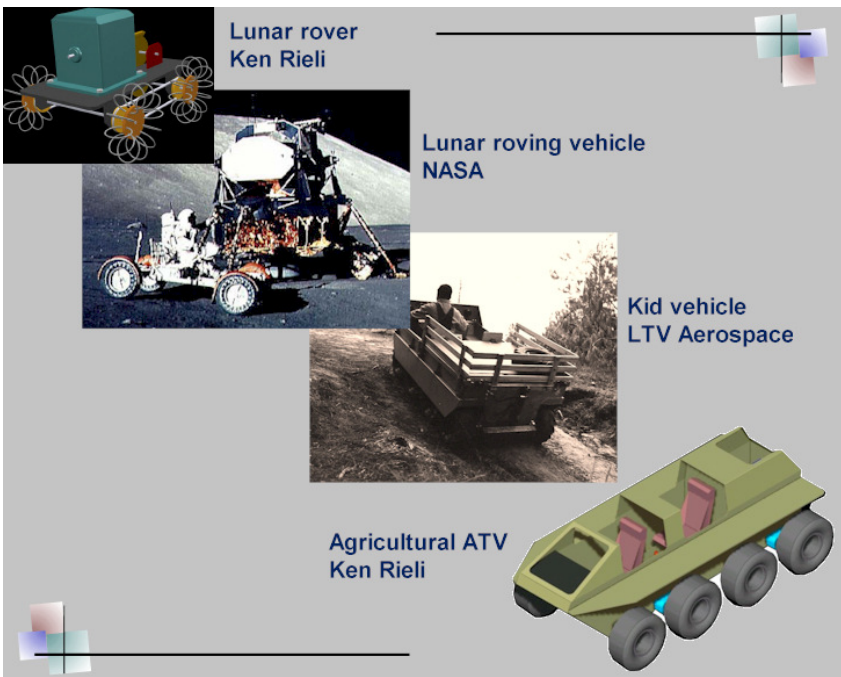 Lunar rover
Ken Rieli
Lunar roving vehicle
NASA
Kid vehicle
LTV Aerospace
Agricultural ATV
Ken Rieli